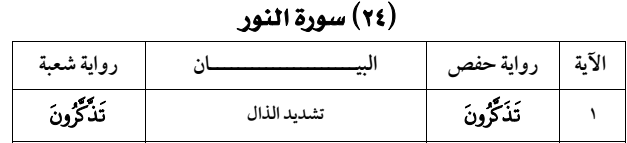 (٢٤) سورة النور
الآية رواية حفص البيـــــــــان رواية شعبة
١ تَذَكَّرُونَ تشديد الذال تَذَّكَّرُونَ